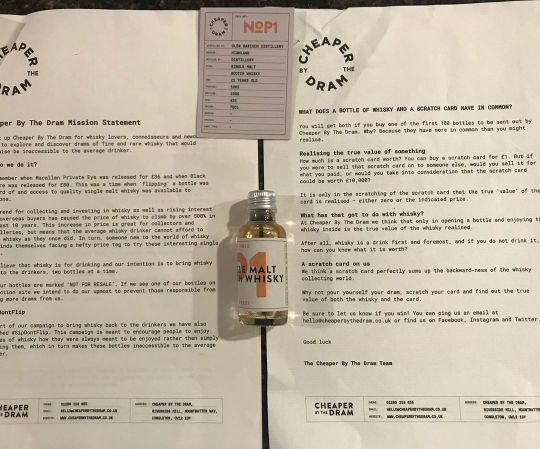 CHEAPER
BY THE
DRAM
per By The Dram Mission Statement
t up Cheaper By The Dram for whisky lovers, connoisseurs and newc
to explore and discover drams of fine and rare whisky that would
wise be inaccessible to the average drinker.
o we do it?
member when Macallan Private Eye was released for £35 and when Black
re was released for £80. This was a time when 'flipping' a bottle was
rd of and access to quality single malt whisky was available to
one.
trend for collecting and investing in whisky as well as rising interest
seas buyers has caused the price of whisky to climb by over 500% in
ast 10 years. This increase in price is great for collectors and
lleries, but means that the average whisky drinker cannot afford to
whisky as they once did. In turn, someone new to the world of whisky
inds themselves facing a hefty price tag to try these interesting single
.
lieve that whisky is for drinking and our intention is to bring whisky
to the drinkers, two bottles at a time.
ur bottles are marked 'NOT FOR RESALE'. If we see one of our bottles on
ction site we intend to do our upmost to prevent those responsible from
g more drams from us.
DontFlip
rt of our campaign to bring whisky back to the drinkers we have also
hed #SipDontFlip. This campaign is meant to encourage people to enjoy
es of whisky how they were always meant to be enjoyed rather than simply
ing them, which in turn makes these bottles inaccessible to the average
er.
CHEAPER
BY THE DRAM
PHONE: 01260 218 655
EMAIL: HELLO@CHEAPERBYTHEDRAM.CO.UK
WEBSITE: WWW.CHEAPERBYTHEDRAM.CO.UK
ADDRESS: CHEAPER BY THE DRAM,
RIVERSIDE MILL, MOUNTBATTEN WAY,
CONGLETON, CW12 1DY
CHEAPER
BY THE
DRAM
NOP1
GLEN GARIOCH DISTILLERY
HIGHLAND
DISTILLERY
SINGLE MALT
SCOTCH WHISKY
70CL
LE MALT
H WHISKY
01
CHEAPER
BY THE
DRAM
WHAT DOES A BOTTLE OF WHISKY AND A SCRATCH CARD HAVE IN COMMON?
You will get both if you buy one of the first 100 bottles to be sent out by
Cheaper By The Dram. Why? Because they have more in common than you might
realise.
Realising the true value of something
How much is a scratch card worth? You can buy a scratch card for £1. But if
you were to sell that scratch card on to someone else, would you sell it for
what you paid, or would you take into consideration that the scratch card
could be worth £10,000?
It is only in the scratching of the scratch card that the true 'value' of the
card is realised - either zero or the indicated prize.
What has that got to do with whisky?
At Cheaper By The Dram we think that only in opening a bottle and enjoying the
whisky inside is the true value of the whisky realised.
After all, whisky is a drink first and foremost, and if you do not drink it,
how can you know what it is worth?
A scratch card on us
We think a scratch card perfectly sums up the backward-ness of the whisky
collecting world.
Why not pour yourself a dram, scratch your card and find out the true
value of both the whisky and the card.
Be sure to let us know if you win! You can ping us an email at
hello@cheaperbythedram.co.uk or find us on Facebook, Instagram and Twitter.
Good luck
The Cheaper By The Dram Team
CHEAPER
BY THE DRAM
PHONE: 01260 218 655
EMAIL: HELLO@CHEAPERBYTHEDRAM.CO.UK
WEBSITE: WWW.CHEAPERBYTHEDRAM.CO.UK
ADDRESS: CHEAPER BY THE DRAM,
RIVERSIDE MILL, MOUNTBATTEN WAY,
CONGLETON, CW12 1DY